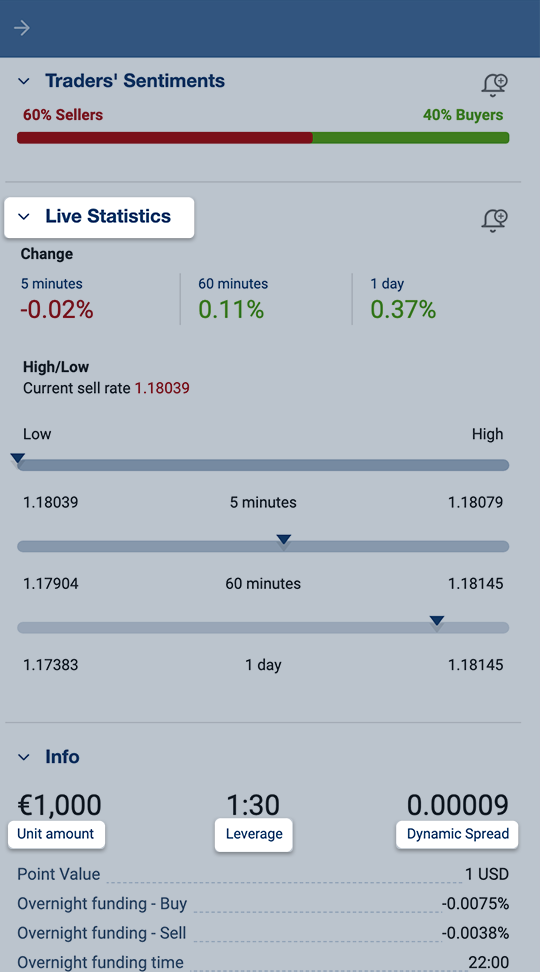 Traders' Sentiments
60% Sellers 40% Buyers
Live Statistics
Change
5 minutes 60 minutes 1 day
-0.02% 0.11% 0.37%
High/Low
Current sell rate 1.18039
Low High
1.18039 5 minutes 1.18079
1.17904 60 minutes 1.18145
1.17383 1 day 1.18145
Info
€1,000 1:30 0.00009
Unit amount Leverage Dynamic Spread
Point Value 1 USD
Overnight funding - Buy -0.0075%
Overnight funding - Sell -0.0038%
Overnight funding time 22:00